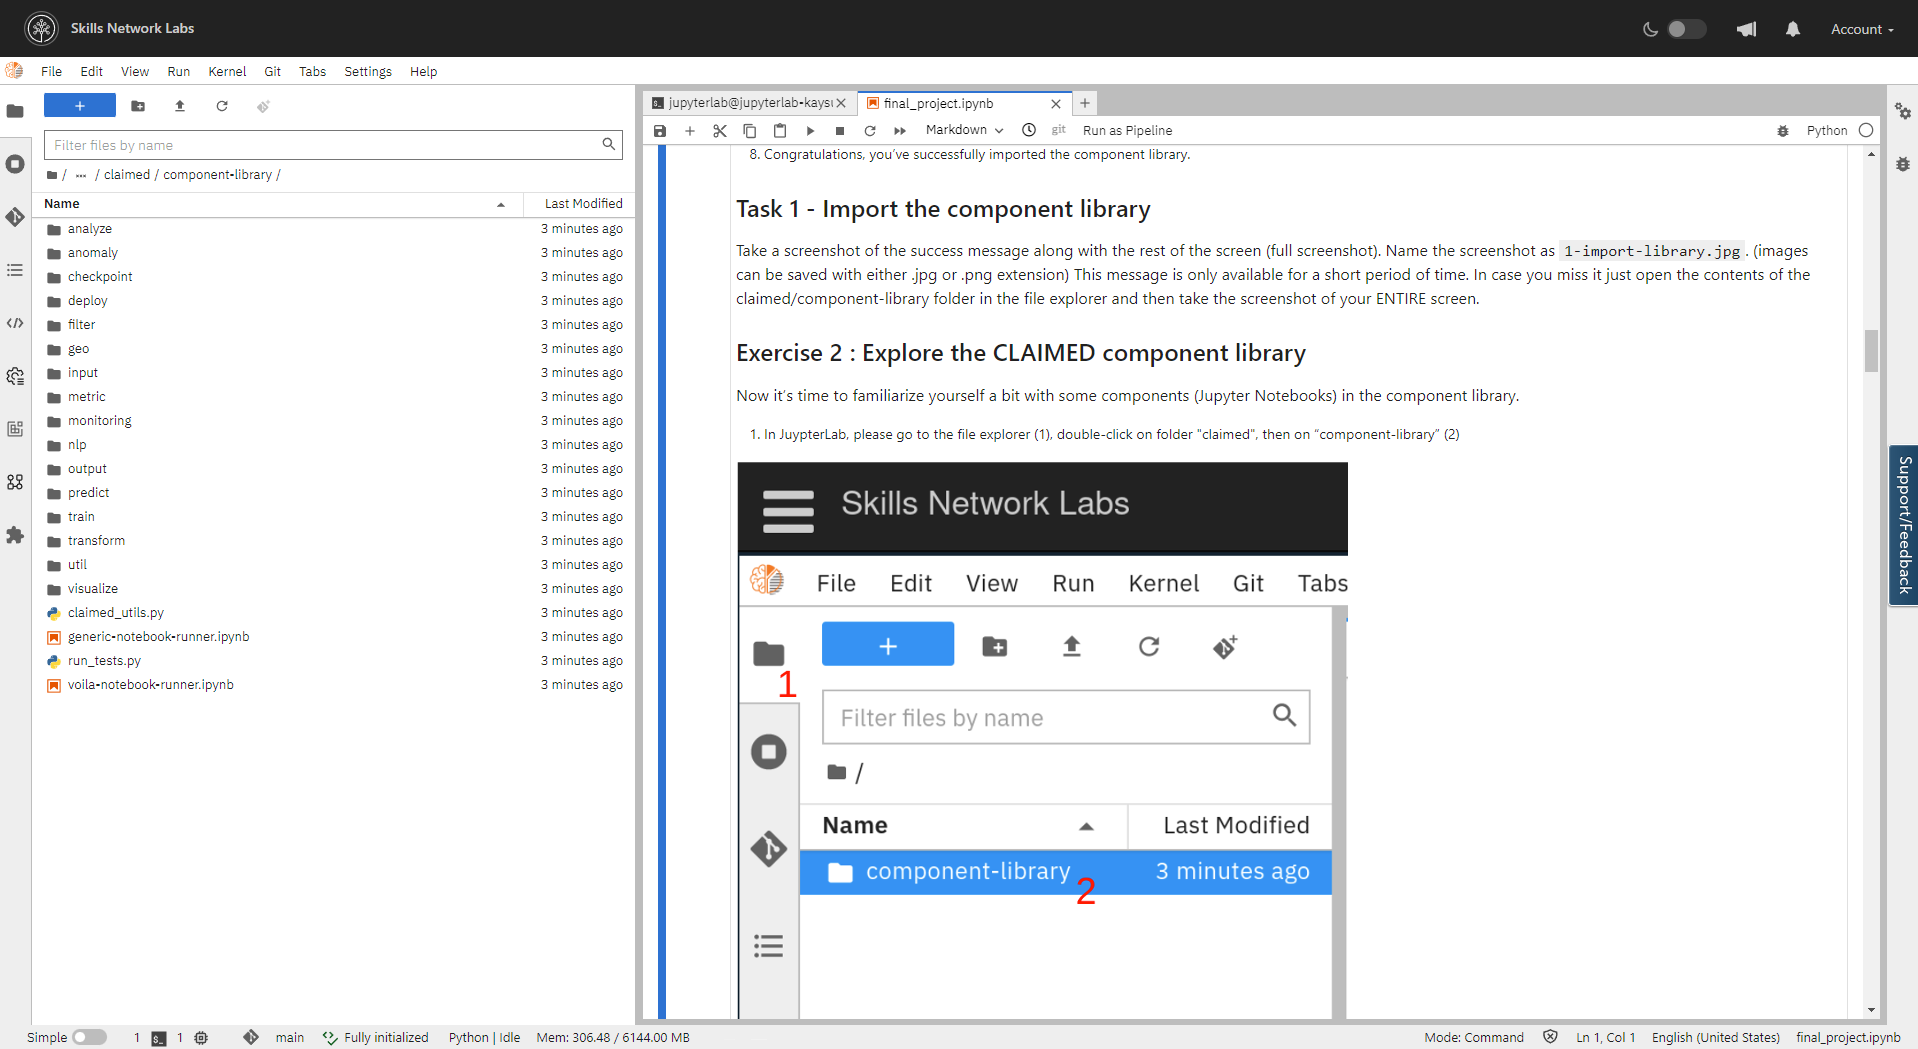 Skills Network Labs
Account
File Edit View Run Kernel Git Tabs Settings Help
+
Filter files by name
/ ... / claimed / component-library /
Name Last Modified
analyze 3 minutes ago
anomaly 3 minutes ago
checkpoint 3 minutes ago
deploy 3 minutes ago
filter 3 minutes ago
geo 3 minutes ago
input 3 minutes ago
metric 3 minutes ago
monitoring 3 minutes ago
nlp 3 minutes ago
output 3 minutes ago
predict 3 minutes ago
train 3 minutes ago
transform 3 minutes ago
util 3 minutes ago
visualize 3 minutes ago
claimed_utils.py 3 minutes ago
generic-notebook-runner.ipynb 3 minutes ago
run_tests.py 3 minutes ago
voila-notebook-runner.ipynb 3 minutes ago
jupyterlab@jupyterlab-kaysu
final_project.ipynb
Markdown git Run as Pipeline Python
8. Congratulations, you’ve successfully imported the component library.
Task 1 - Import the component library
Take a screenshot of the success message along with the rest of the screen (full screenshot). Name the screenshot as 1-import-library.jpg. (images
can be saved with either .jpg or .png extension) This message is only available for a short period of time. In case you miss it just open the contents of the
claimed/component-library folder in the file explorer and then take the screenshot of your ENTIRE screen.
Exercise 2 : Explore the CLAIMED component library
Now it’s time to familiarize yourself a bit with some components (Jupyter Notebooks) in the component library.
1. In JuypterLab, please go to the file explorer (1), double-click on folder "claimed", then on “component-library” (2)
Skills Network Labs
File Edit View Run Kernel Git Tabs
+
1
Filter files by name
/
Name Last Modified
component-library 3 minutes ago
2
Support/Feedback
Simple 1 1 main Fully initialized Python | Idle Mem: 306.48 / 6144.00 MB
Mode: Command Ln 1, Col 1 English (United States) final_project.ipynb